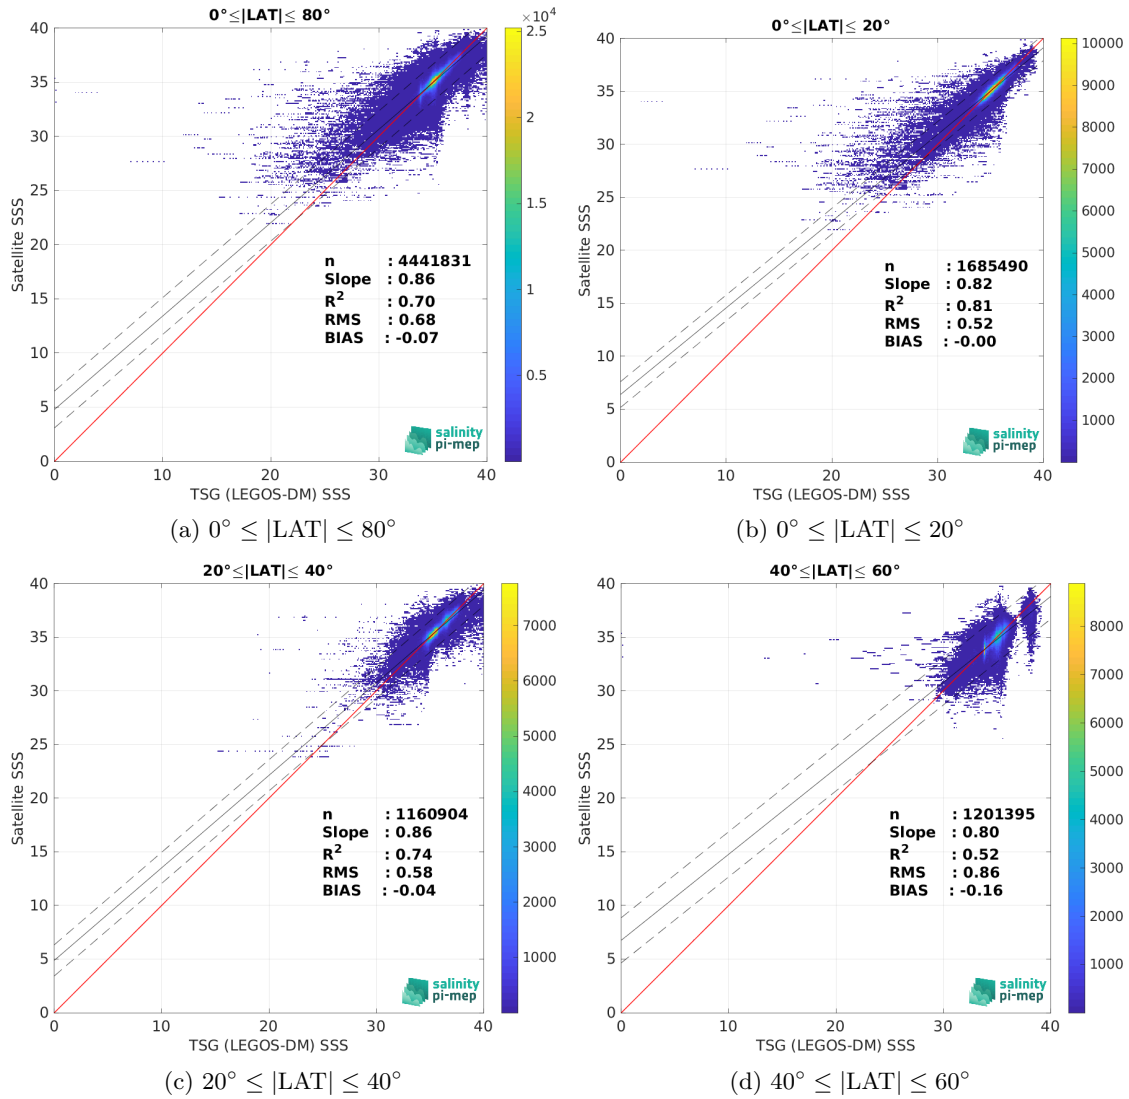 0°≤|LAT|≤ 80°
×10⁴
40
35
30
25
20
15
10
5
0
Satellite SSS
n : 4441831
Slope : 0.86
R² : 0.70
RMS : 0.68
BIAS : -0.07
salinity
pi-mep
0 10 20 30 40
TSG (LEGOS-DM) SSS
2.5
2
1.5
1
0.5
(a) 0° ≤ |LAT| ≤ 80°
0°≤|LAT|≤ 20°
40
35
30
25
20
15
10
5
0
Satellite SSS
n : 1685490
Slope : 0.82
R² : 0.81
RMS : 0.52
BIAS : -0.00
salinity
pi-mep
0 10 20 30 40
TSG (LEGOS-DM) SSS
10000
9000
8000
7000
6000
5000
4000
3000
2000
1000
(b) 0° ≤ |LAT| ≤ 20°
20°≤|LAT|≤ 40°
40
35
30
25
20
15
10
5
0
Satellite SSS
n : 1160904
Slope : 0.86
R² : 0.74
RMS : 0.58
BIAS : -0.04
salinity
pi-mep
0 10 20 30 40
TSG (LEGOS-DM) SSS
7000
6000
5000
4000
3000
2000
1000
(c) 20° ≤ |LAT| ≤ 40°
40°≤|LAT|≤ 60°
40
35
30
25
20
15
10
5
0
Satellite SSS
n : 1201395
Slope : 0.80
R² : 0.52
RMS : 0.86
BIAS : -0.16
salinity
pi-mep
0 10 20 30 40
TSG (LEGOS-DM) SSS
8000
7000
6000
5000
4000
3000
2000
1000
(d) 40° ≤ |LAT| ≤ 60°